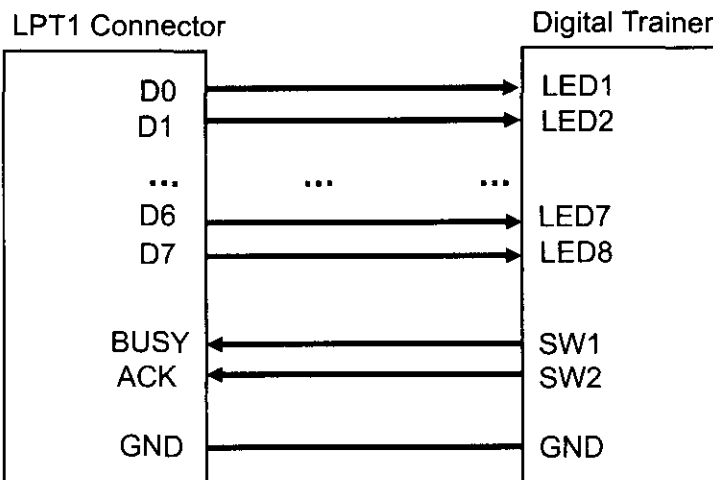 LPT1 Connector Digital Trainer
D0 LED1
D1 LED2
... ... ...
D6 LED7
D7 LED8
BUSY SW1
ACK SW2
GND GND